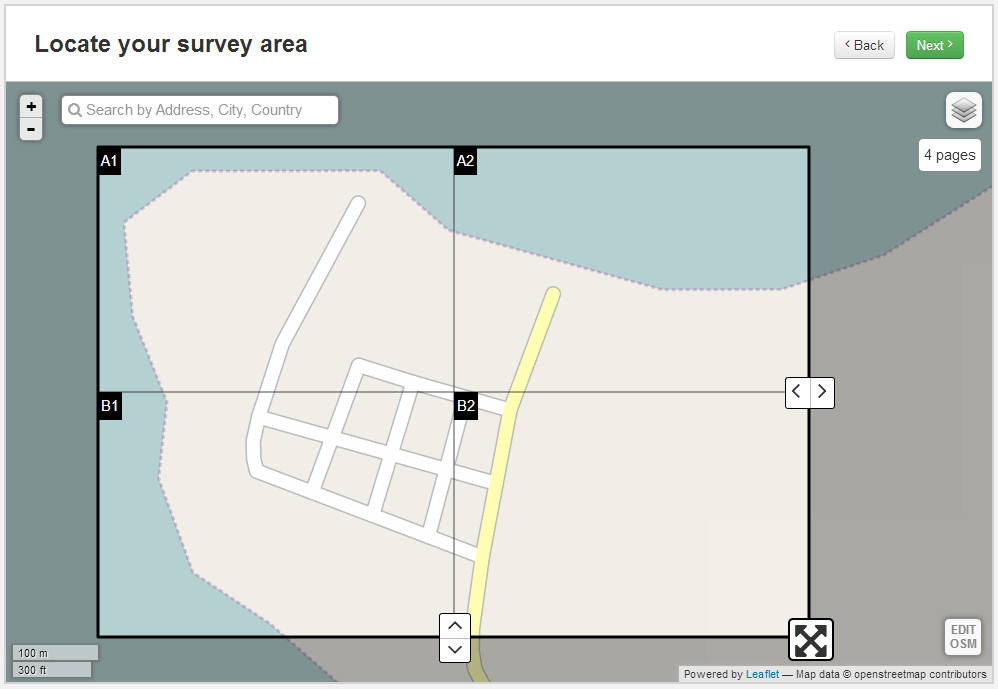 Locate your survey area
Back
Next
+
-
Search by Address, City, Country
4 pages
A1
A2
B1
B2
100 m
300 ft
EDIT
OSM
Powered by Leaflet — Map data © openstreetmap contributors